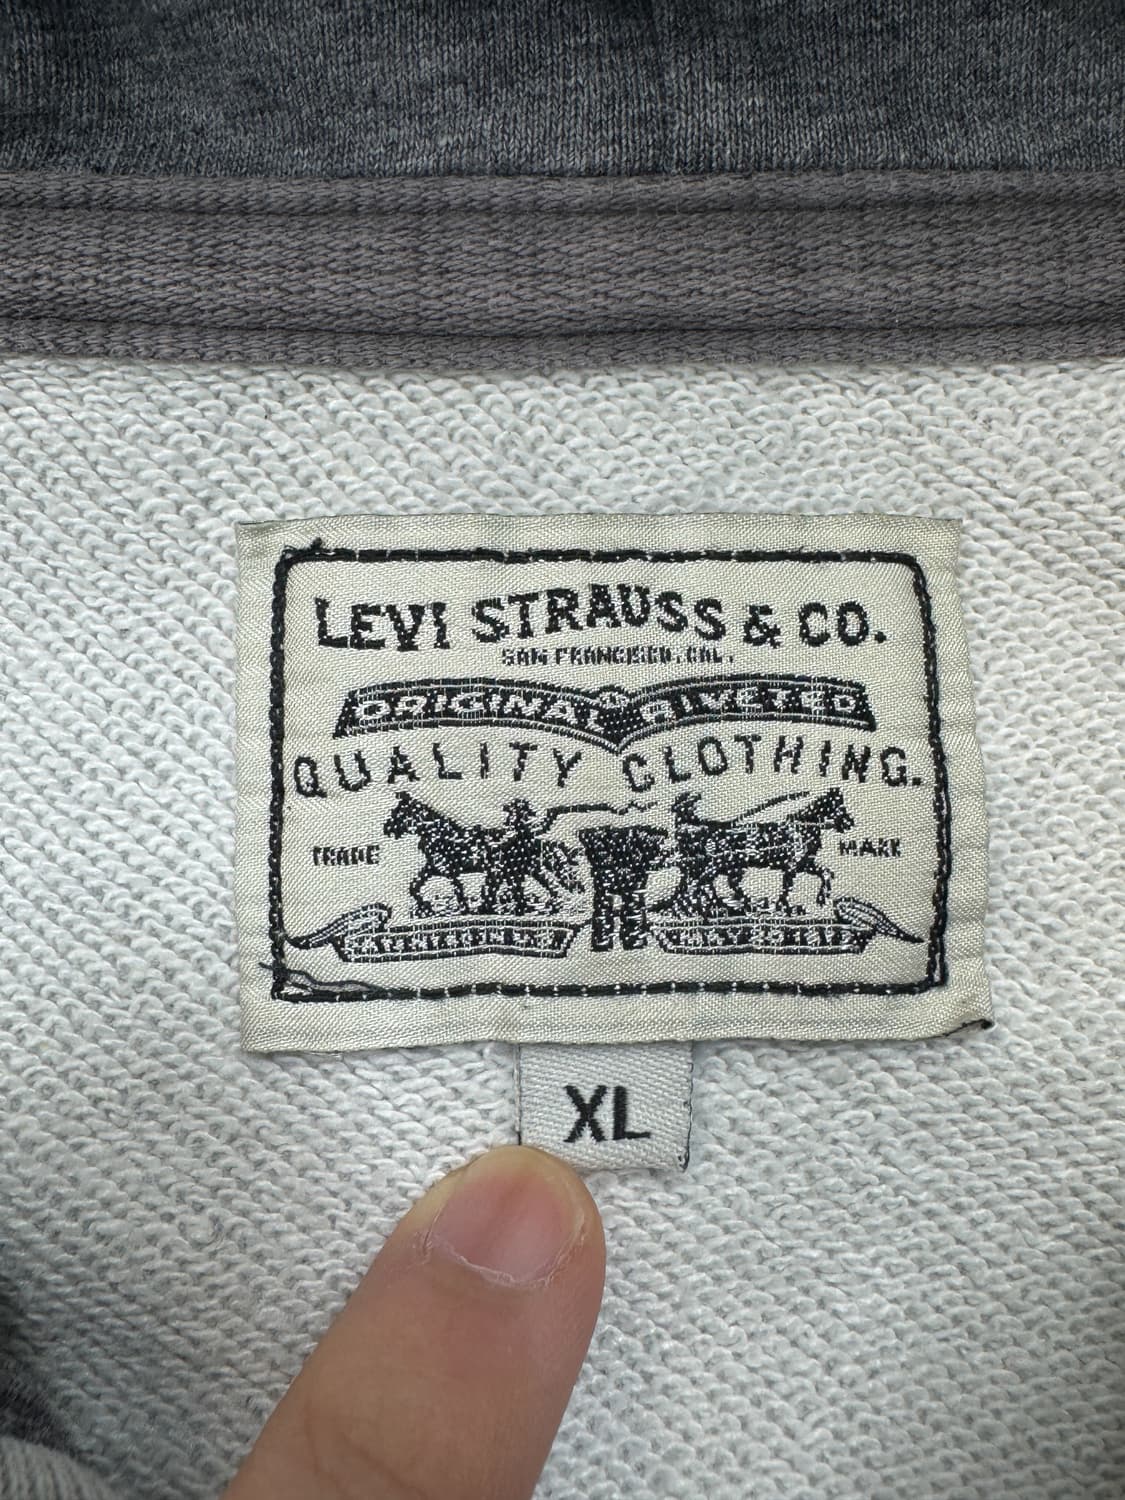 LEVI STRAUSS & CO.
SAN FRANCISCO, CAL.
ORIGINAL RIVETED
QUALITY CLOTHING.
TRADE MARK
XL